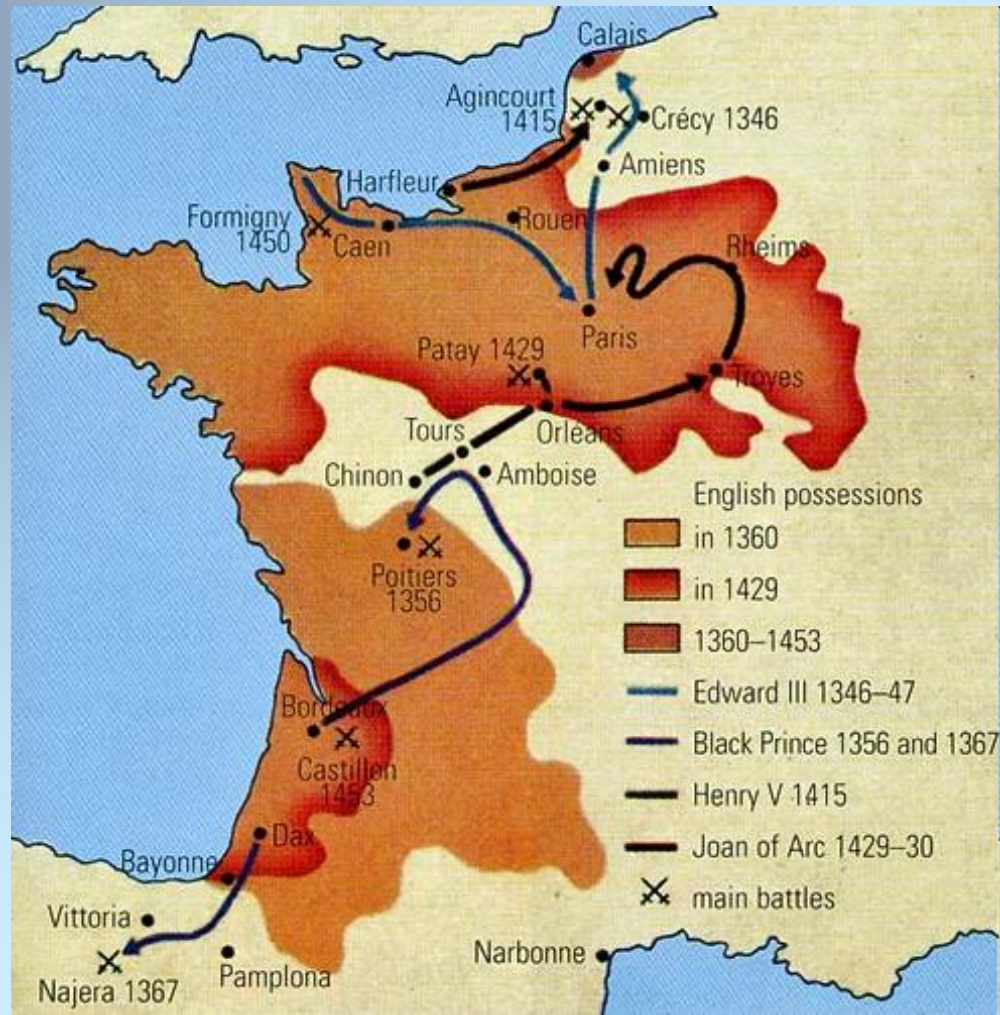 Calais
Agincourt
1415
Crécy 1346
Amiens
Harfleur
Rouen
Formigny
1450
Caen
Rheims
Paris
Patay 1429
Troyes
Tours
Orléans
Chinon
Amboise
Poitiers
1356
Bordeaux
Castillon
1453
Dax
Bayonne
Vittoria
Najera 1367
Pamplona
Narbonne
English possessions
in 1360
in 1429
1360–1453
Edward III 1346–47
Black Prince 1356 and 1367
Henry V 1415
Joan of Arc 1429–30
main battles